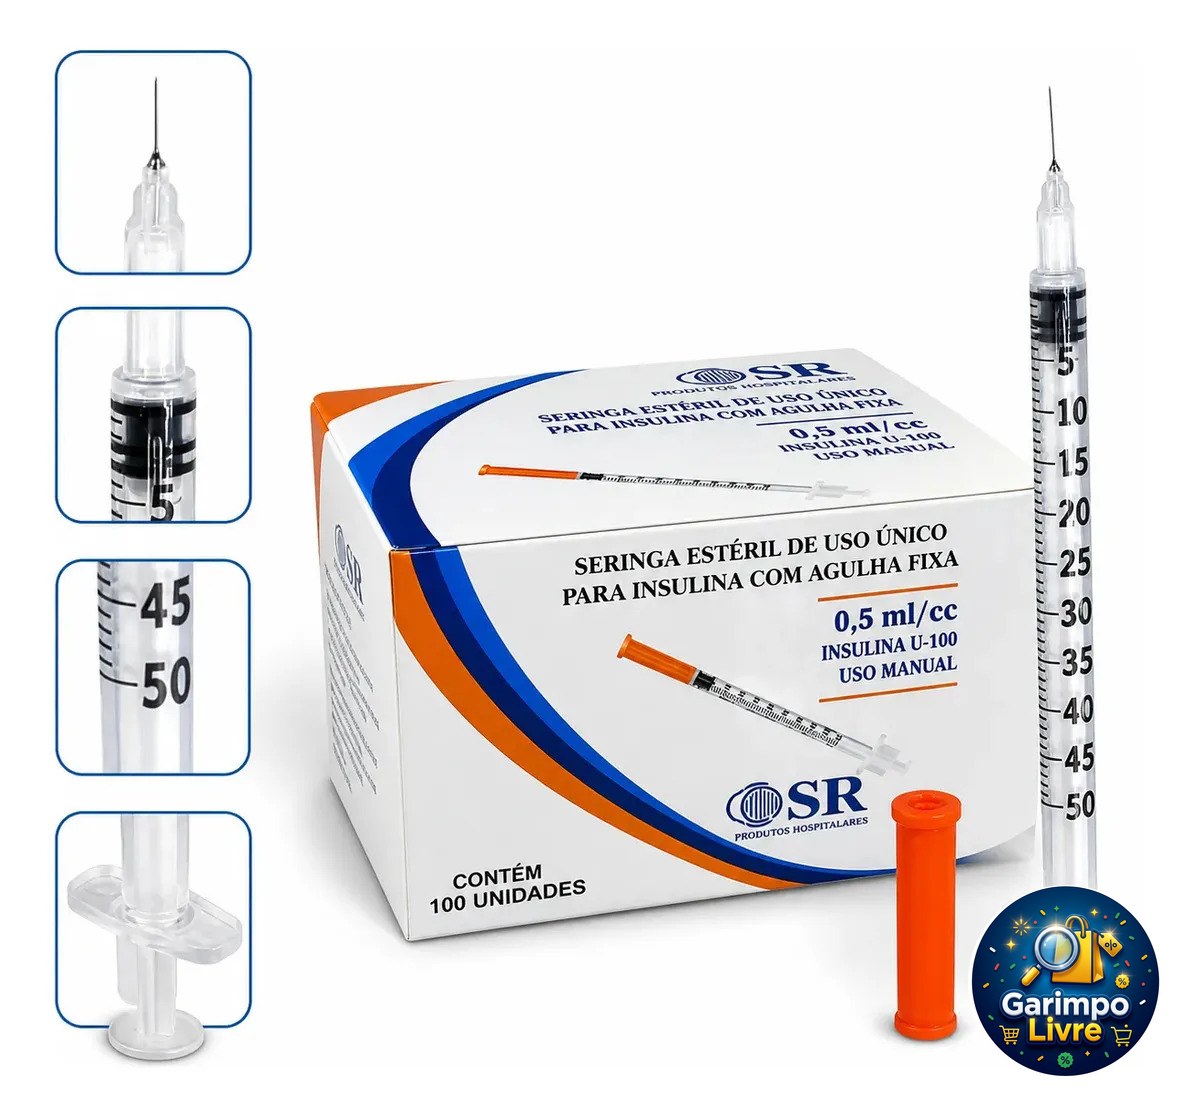 SR
PRODUTOS HOSPITALARES
SERINGA ESTÉRIL DE USO ÚNICO
PARA INSULINA COM AGULHA FIXA
0,5 ml/cc
INSULINA U-100
USO MANUAL
SR
SERINGA ESTÉRIL DE USO ÚNICO
PARA INSULINA COM AGULHA FIXA
0,5 ml/cc
INSULINA U-100
USO MANUAL
SR
PRODUTOS HOSPITALARES
CONTÉM
100 UNIDADES
5
45
50
5
10
15
20
25
30
35
40
45
50
Garimpo
Livre